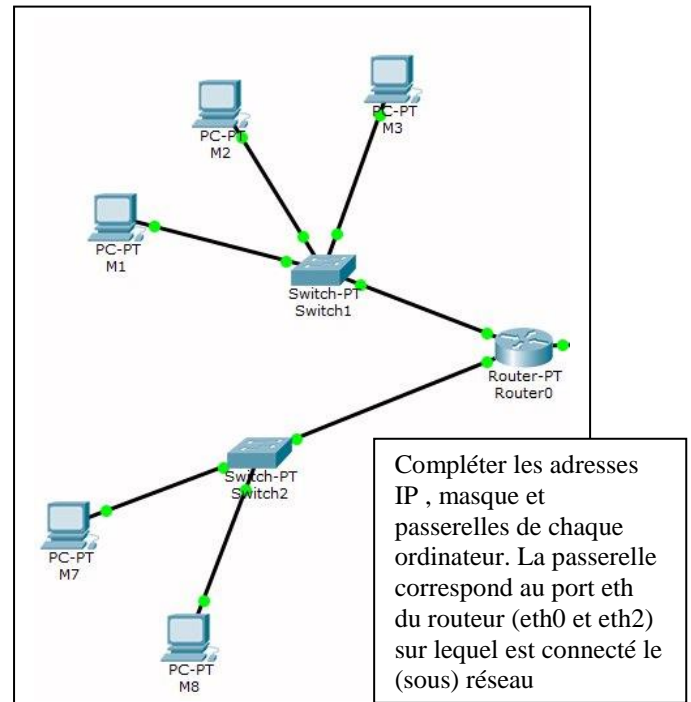 PC-PT
M3
PC-PT
M2
PC-PT
M1
Switch-PT
Switch1
Router-PT
Router0
Switch-PT
Switch2
PC-PT
M7
PC-PT
M8
Compléter les adresses
IP , masque et
passerelles de chaque
ordinateur. La passerelle
correspond au port eth
du routeur (eth0 et eth2)
sur lequel est connecté le
(sous) réseau